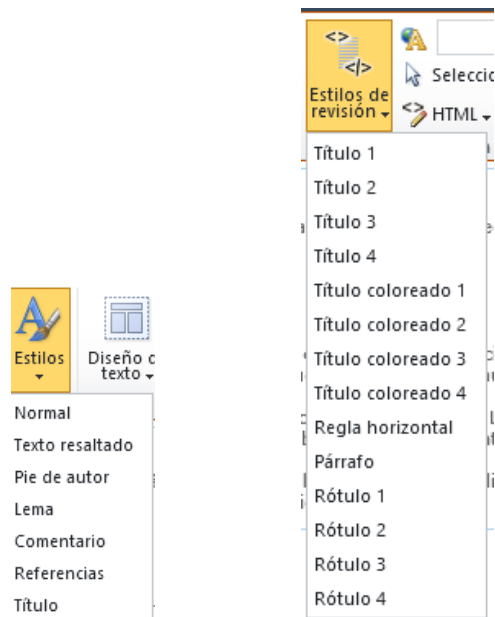 Estilos
Diseño
texto
Normal
Texto resaltado
Pie de autor
Lema
Comentario
Referencias
Título
Estilos de
revisión
HTML
Título 1
Título 2
Título 3
Título 4
Título coloreado 1
Título coloreado 2
Título coloreado 3
Título coloreado 4
Regla horizontal
Párrafo
Rótulo 1
Rótulo 2
Rótulo 3
Rótulo 4